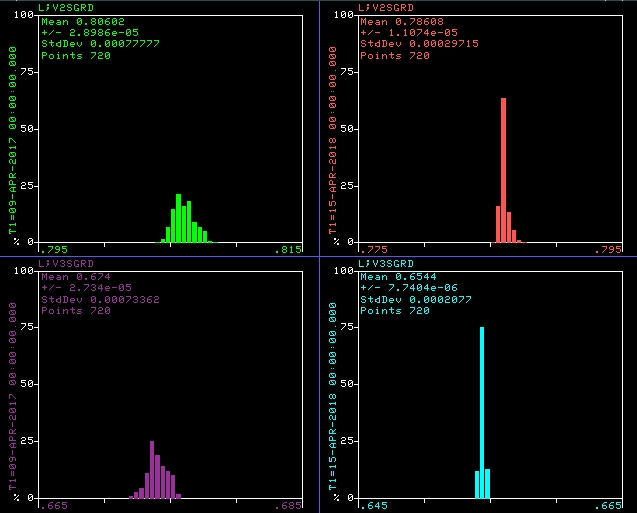 L;V2SGRD
Mean 0.80602
+/- 2.8986e-05
StdDev 0.00077777
Points 720
100
75
50
25
% 0
.795
.815
T1=09-APR-2017 00:00:00.000
L;V2SGRD
Mean 0.78608
+/- 1.1074e-05
StdDev 0.00029715
Points 720
100
75
50
25
% 0
.775
.795
T1=15-APR-2018 00:00:00.000
L;V3SGRD
Mean 0.674
+/- 2.734e-05
StdDev 0.00073362
Points 720
100
75
50
25
% 0
.665
.685
T1=09-APR-2017 00:00:00.000
L;V3SGRD
Mean 0.6544
+/- 7.7404e-06
StdDev 0.0002077
Points 720
100
75
50
25
% 0
.645
.665
T1=15-APR-2018 00:00:00.000